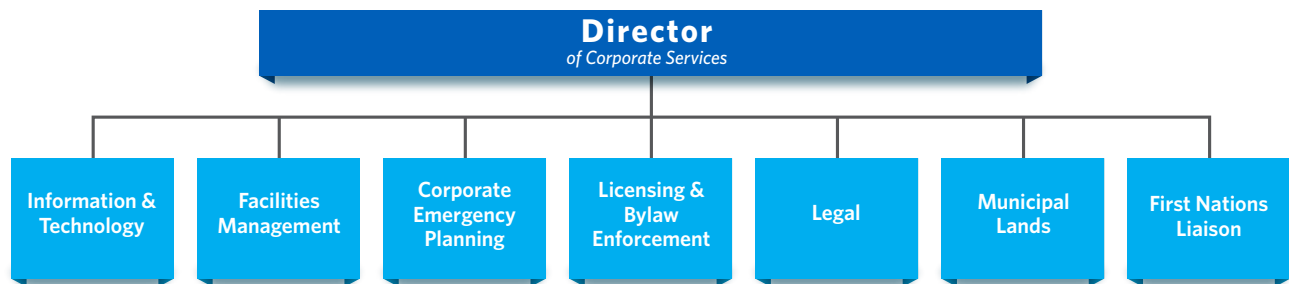 Director
of Corporate Services
Information &
Technology
Facilities
Management
Corporate
Emergency
Planning
Licensing &
Bylaw
Enforcement
Legal
Municipal
Lands
First Nations
Liaison